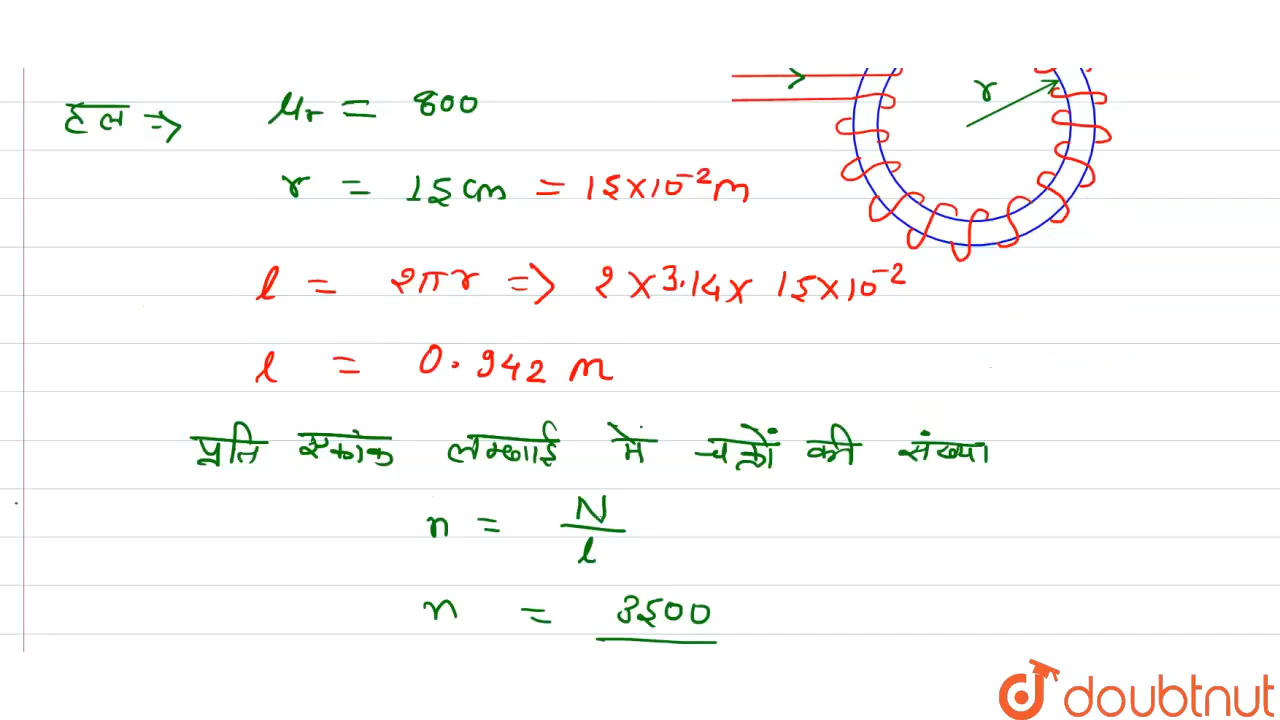 हल ⇒ μr = 800
r
r = 15 cm = 15×10⁻² m
l = 2πr ⇒ 2 × 3.14 × 15×10⁻²
l = 0.942 m
प्रति एकांक लम्बाई में चक्रों की संख्या
n = N/l
n = 3500
doubtnut